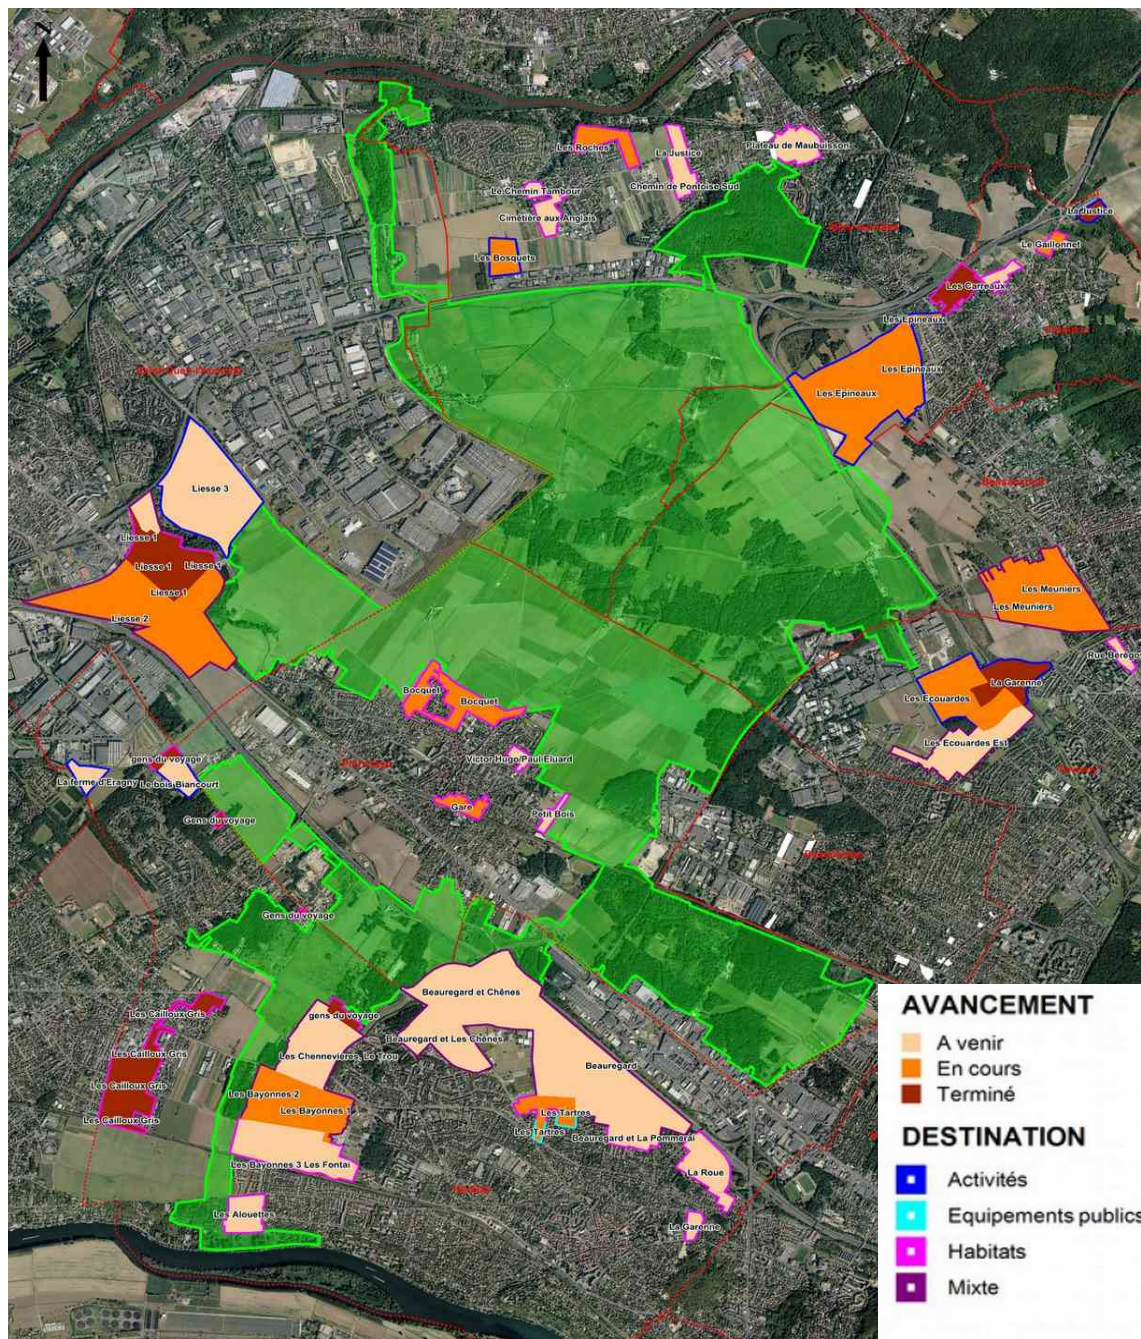 N
Les Roches
La Justice
Plateau de Maubuisson
Le Chemin Tambour
Chemin de Pontoise Sud
Cimetière aux Anglais
La Justice
Le Gaillonnet
Les Bosquets
Les Carreaux
Les Epineaux
Les Epineaux
Les Epineaux
Liesse 3
Liesse 1
Liesse 1
Liesse 1
Liesse 1
Liesse 2
Les Meuniers
Les Meuniers
La Garenne
Bocquet
Bocquet
Les Ecouardes
Les Ecouardes Est
gens du voyage
Victor Hugo/Paul Eluard
La ferme d'Eragny
Le bois Biancourt
Gare
Petit Bois
Gens du voyage
Gens du voyage
Beauregard et Chênes
Les Cailloux Gris
gens du voyage
Beauregard et Les Chênes
Les Cailloux Gris
Les Chennevières, Le Trou
Beauregard
Les Cailloux Gris
Les Bayonnes 2
Les Bayonnes 1
Les Tartres
Les Cailloux Gris
Les Tartres
Beauregard et La Pommerai
Les Bayonnes 3 Les Fontai
La Roue
Les Alouettes
La Garenne
AVANCEMENT
A venir
En cours
Terminé
DESTINATION
Activités
Equipements publics
Habitats
Mixte